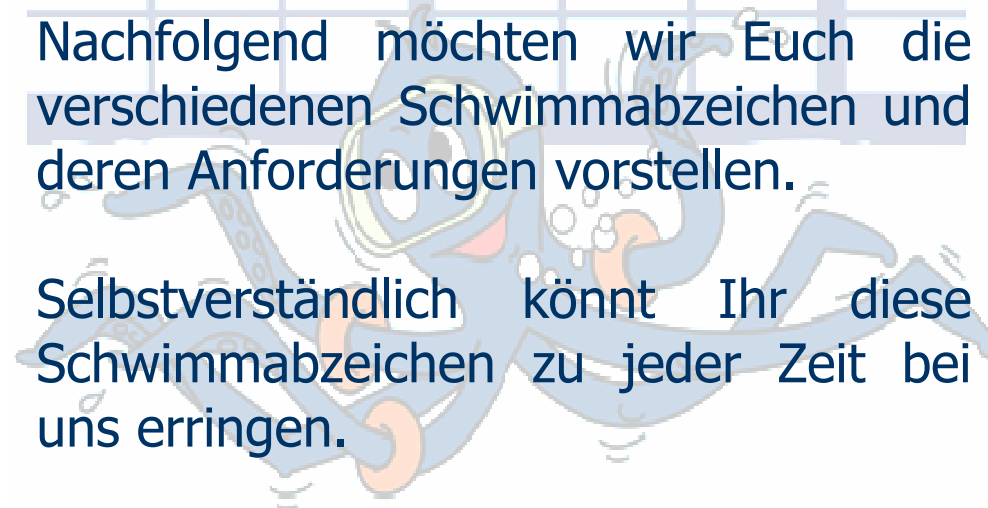 Nachfolgend möchten wir Euch die
verschiedenen Schwimmabzeichen und
deren Anforderungen vorstellen.
Selbstverständlich könnt Ihr diese
Schwimmabzeichen zu jeder Zeit bei
uns erringen.